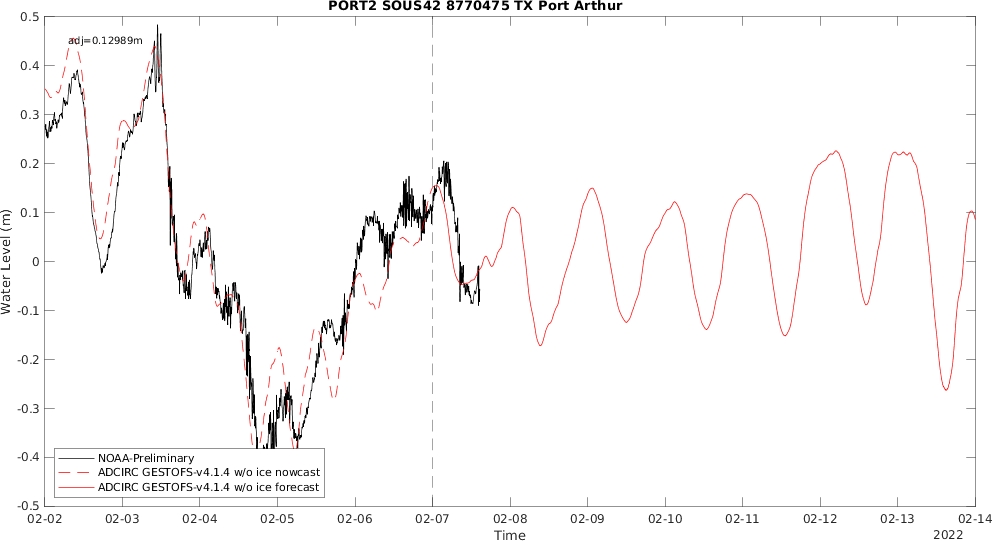 PORT2 SOUS42 8770475 TX Port Arthur
adj=0.12989m
0.5
0.4
0.3
0.2
0.1
0
-0.1
-0.2
-0.3
-0.4
-0.5
Water Level (m)
NOAA-Preliminary
ADCIRC GESTOFS-v4.1.4 w/o ice nowcast
ADCIRC GESTOFS-v4.1.4 w/o ice forecast
02-02 02-03 02-04 02-05 02-06 02-07 02-08 02-09 02-10 02-11 02-12 02-13 02-14
Time
2022